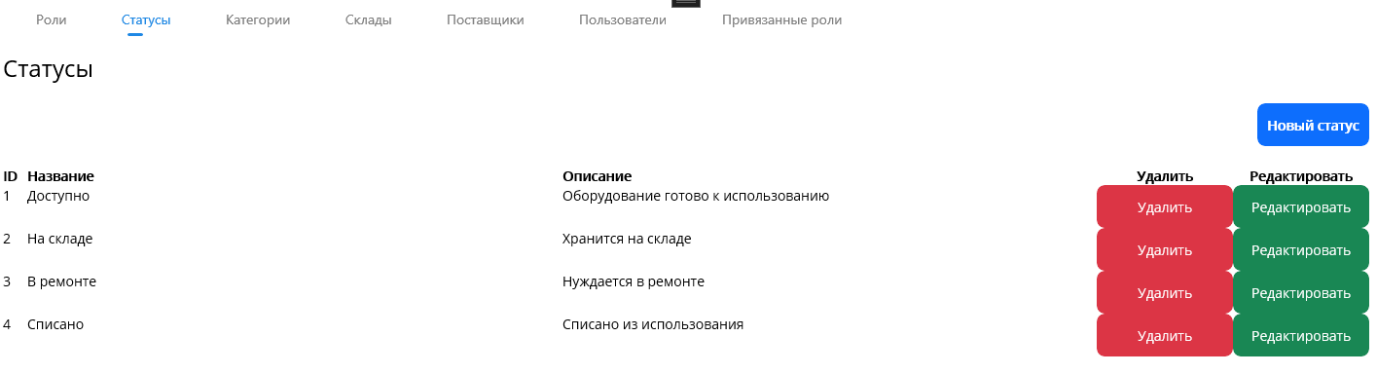 Роли Статусы Категории Склады Поставщики Пользователи Привязанные роли
Статусы
Новый статус
ID Название Описание Удалить Редактировать
1 Доступно Оборудование готово к использованию Удалить Редактировать
2 На складе Хранится на складе Удалить Редактировать
3 В ремонте Нуждается в ремонте Удалить Редактировать
4 Списано Списано из использования Удалить Редактировать